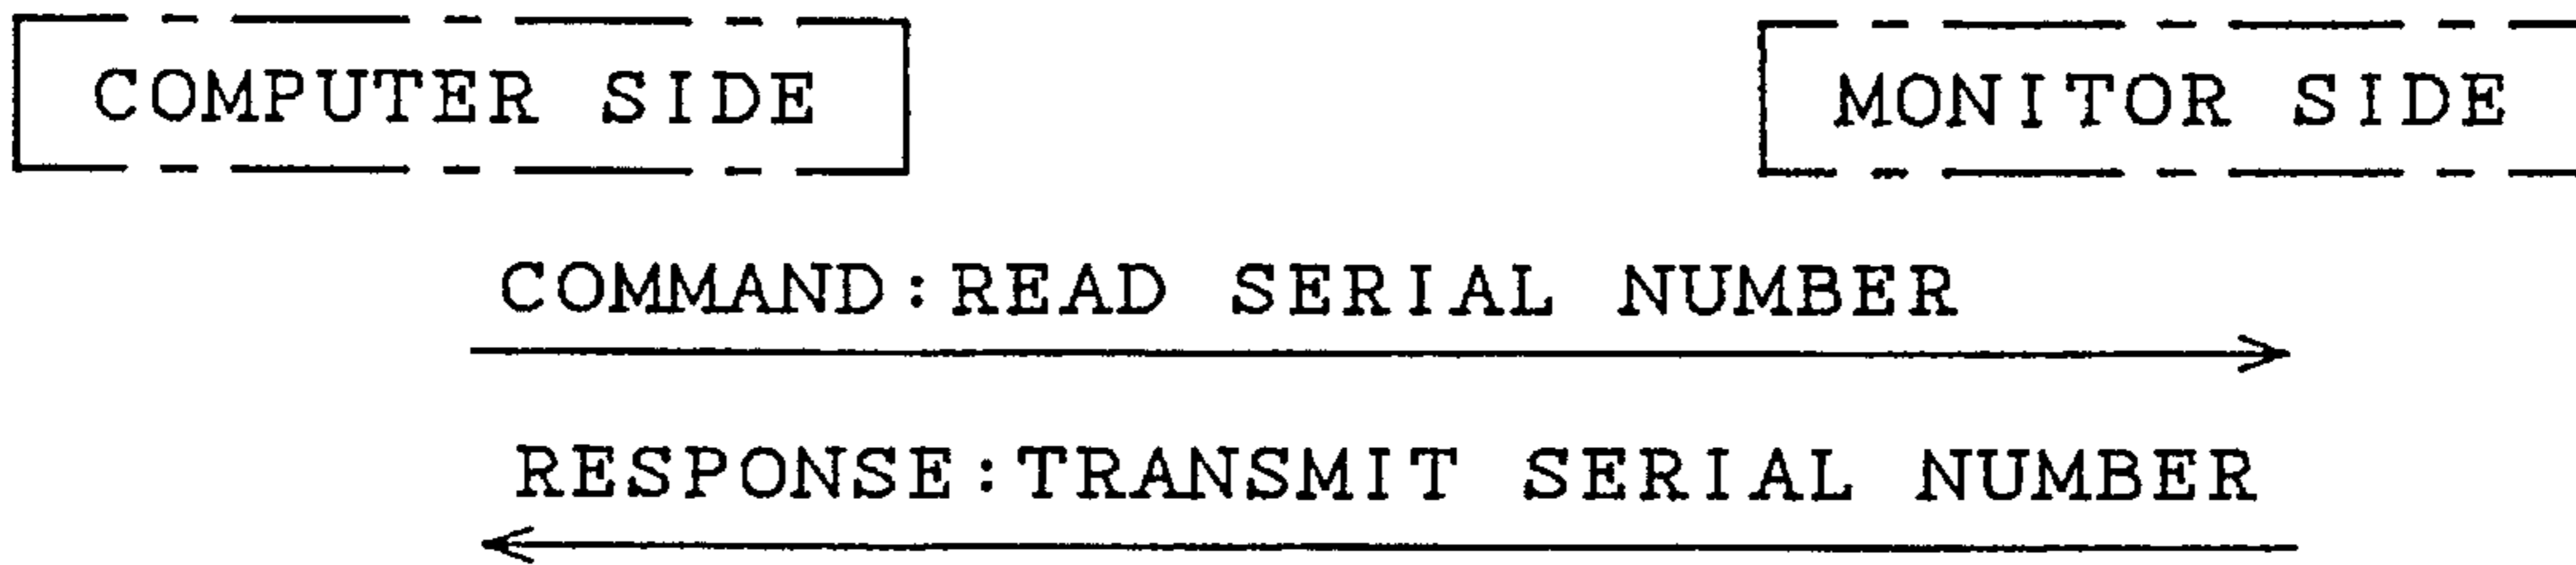 COMPUTER SIDE
MONITOR SIDE
COMMAND:READ SERIAL NUMBER
RESPONSE:TRANSMIT SERIAL NUMBER